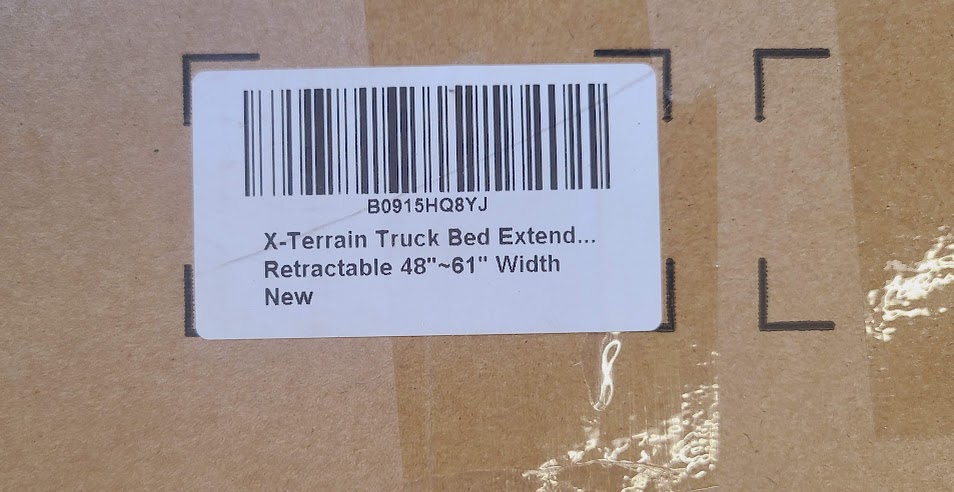 B0915HQ8YJ
X-Terrain Truck Bed Extend...
Retractable 48"~61" Width
New